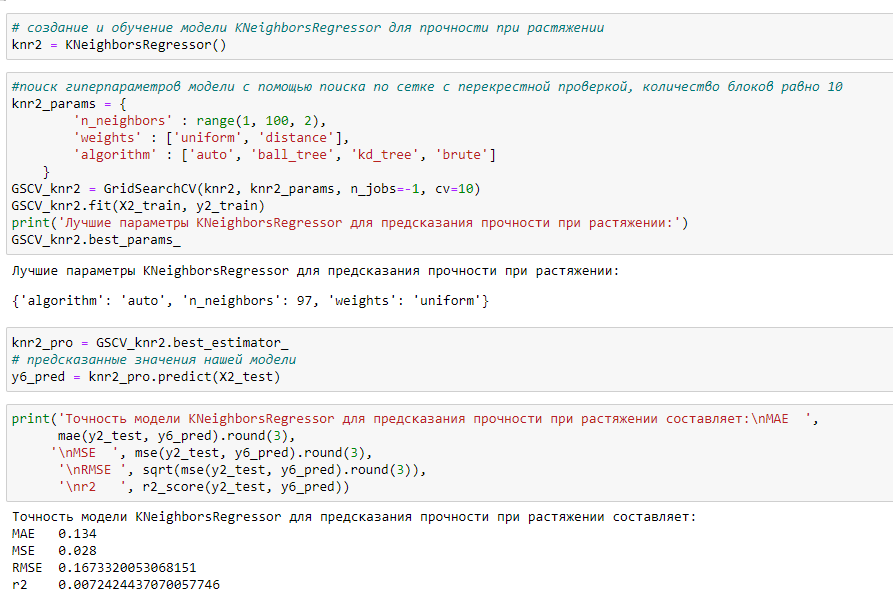 # создание и обучение модели KNeighborsRegressor для прочности при растяжении
knr2 = KNeighborsRegressor()
#поиск гиперпараметров модели с помощью поиска по сетке с перекрестной проверкой, количество блоков равно 10
knr2_params = {
        'n_neighbors' : range(1, 100, 2),
        'weights' : ['uniform', 'distance'],
        'algorithm' : ['auto', 'ball_tree', 'kd_tree', 'brute']
    }
GSCV_knr2 = GridSearchCV(knr2, knr2_params, n_jobs=-1, cv=10)
GSCV_knr2.fit(X2_train, y2_train)
print('Лучшие параметры KNeighborsRegressor для предсказания прочности при растяжении:')
GSCV_knr2.best_params_
Лучшие параметры KNeighborsRegressor для предсказания прочности при растяжении:
{'algorithm': 'auto', 'n_neighbors': 97, 'weights': 'uniform'}
knr2_pro = GSCV_knr2.best_estimator_
# предсказанные значения нашей модели
y6_pred = knr2_pro.predict(X2_test)
print('Точность модели KNeighborsRegressor для предсказания прочности при растяжении составляет:\nMAE  ',
      mae(y2_test, y6_pred).round(3),
     '\nMSE  ', mse(y2_test, y6_pred).round(3),
      '\nRMSE ', sqrt(mse(y2_test, y6_pred).round(3)),
      '\nr2   ', r2_score(y2_test, y6_pred))
Точность модели KNeighborsRegressor для предсказания прочности при растяжении составляет:
MAE   0.134
MSE   0.028
RMSE  0.1673320053068151
r2    0.0072424437070057746